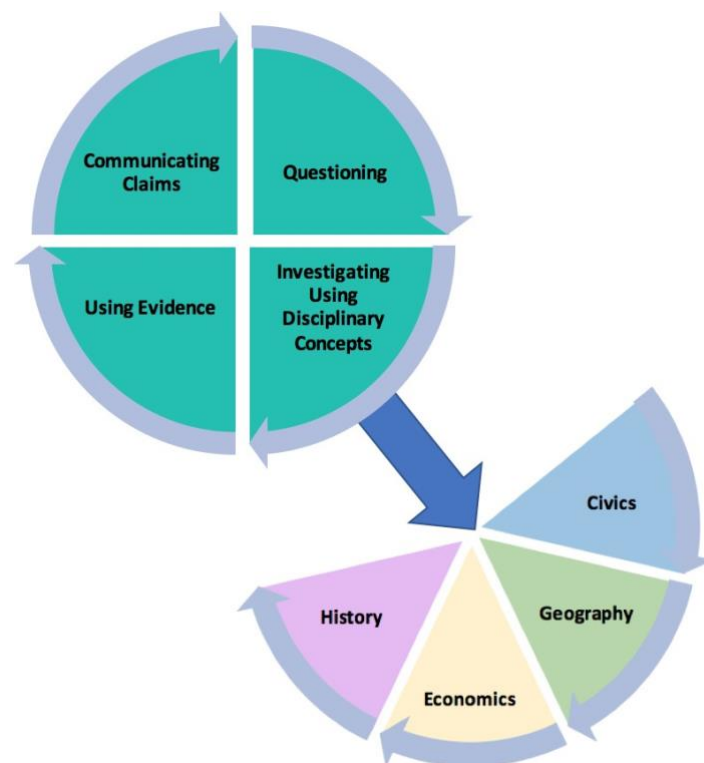 Communicating
Claims
Questioning
Using Evidence
Investigating
Using
Disciplinary
Concepts
Civics
Geography
Economics
History